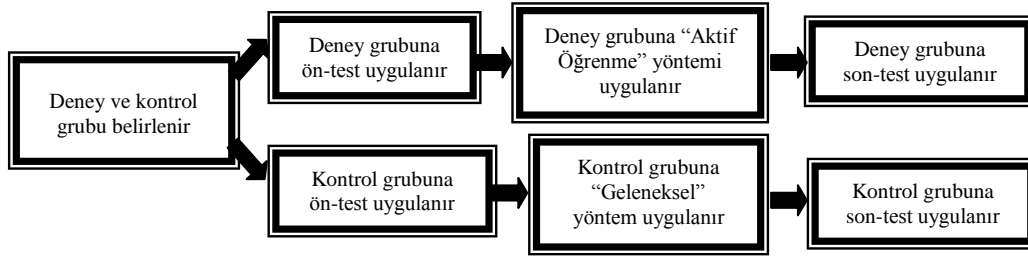 Deney ve kontrol
grubu belirlenir
Deney grubuna
ön-test uygulanır
Deney grubuna “Aktif
Öğrenme” yöntemi
uygulanır
Deney grubuna
son-test uygulanır
Kontrol grubuna
ön-test uygulanır
Kontrol grubuna
“Geleneksel”
yöntem uygulanır
Kontrol grubuna
son-test uygulanır